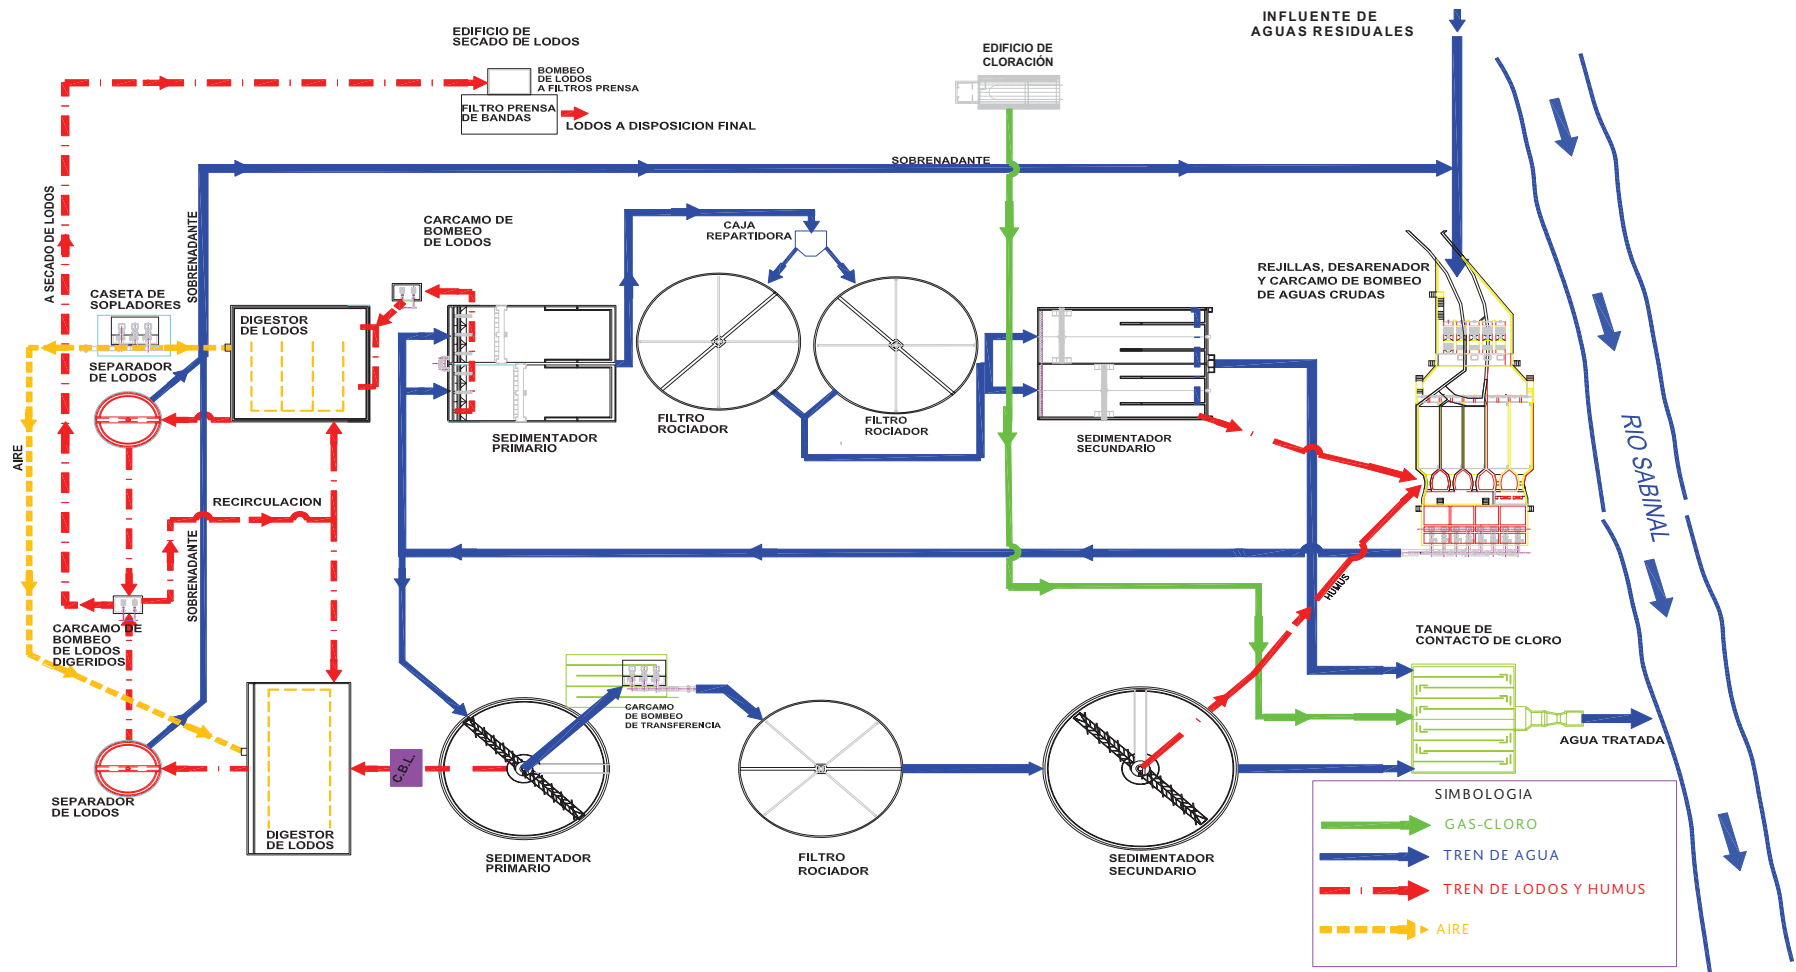 INFLUENTE DE
AGUAS RESIDUALES
EDIFICIO DE
SECADO DE LODOS
BOMBEO
DE LODOS
A FILTROS PRENSA
FILTRO PRENSA
DE BANDAS
LODOS A DISPOSICION FINAL
EDIFICIO DE
CLORACIÓN
SOBRENADANTE
A SECADO DE LODOS
SOBRENADANTE
CARCAMO DE
BOMBEO
DE LODOS
CAJA
REPARTIDORA
REJILLAS, DESARENADOR
Y CARCAMO DE BOMBEO
DE AGUAS CRUDAS
CASETA DE
SOPLADORES
DIGESTOR
DE LODOS
SEPARADOR
DE LODOS
FILTRO
ROCIADOR
FILTRO
ROCIADOR
SEDIMENTADOR
PRIMARIO
SEDIMENTADOR
SECUNDARIO
AIRE
RIO SABINAL
RECIRCULACION
SOBRENADANTE
HUMUS
CARCAMO DE
BOMBEO
DE LODOS
DIGERIDOS
TANQUE DE
CONTACTO DE CLORO
CARCAMO
DE BOMBEO
DE TRANSFERENCIA
AGUA TRATADA
C.B.L.
SEPARADOR
DE LODOS
DIGESTOR
DE LODOS
SEDIMENTADOR
PRIMARIO
FILTRO
ROCIADOR
SEDIMENTADOR
SECUNDARIO
SIMBOLOGIA
GAS-CLORO
TREN DE AGUA
TREN DE LODOS Y HUMUS
AIRE